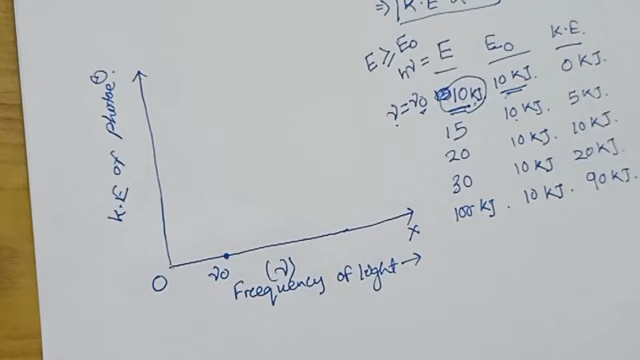 ⇒ K.E
E ≥ E₀
hν = E E₀ K.E.
ν = ν₀ 10 KJ 10 KJ. 0 KJ.
15 10 KJ. 5 KJ.
20 10 KJ. 10 KJ.
30 10 KJ 20 KJ.
100 KJ. 10 KJ. 90 KJ.
K.E of photoe⊖
X
O ν₀ (ν)
Freequency of light →